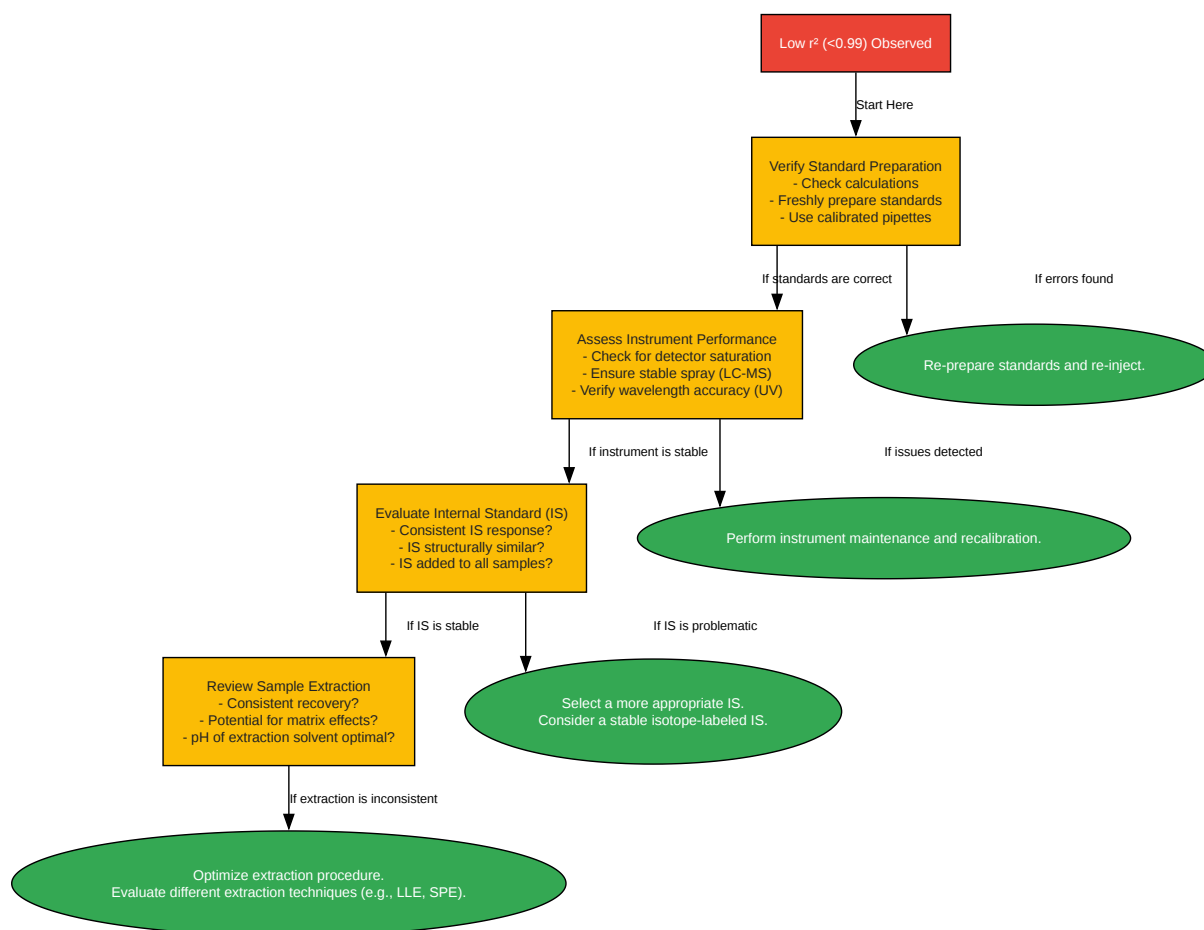 Low r² (<0.99) Observed
Start Here
Verify Standard Preparation
- Check calculations
- Freshly prepare standards
- Use calibrated pipettes
If standards are correct
If errors found
Assess Instrument Performance
- Check for detector saturation
- Ensure stable spray (LC-MS)
- Verify wavelength accuracy (UV)
Re-prepare standards and re-inject.
If instrument is stable
If issues detected
Evaluate Internal Standard (IS)
- Consistent IS response?
- IS structurally similar?
- IS added to all samples?
Perform instrument maintenance and recalibration.
If IS is stable
If IS is problematic
Review Sample Extraction
- Consistent recovery?
- Potential for matrix effects?
- pH of extraction solvent optimal?
Select a more appropriate IS.
Consider a stable isotope-labeled IS.
If extraction is inconsistent
Optimize extraction procedure.
Evaluate different extraction techniques (e.g., LLE, SPE).